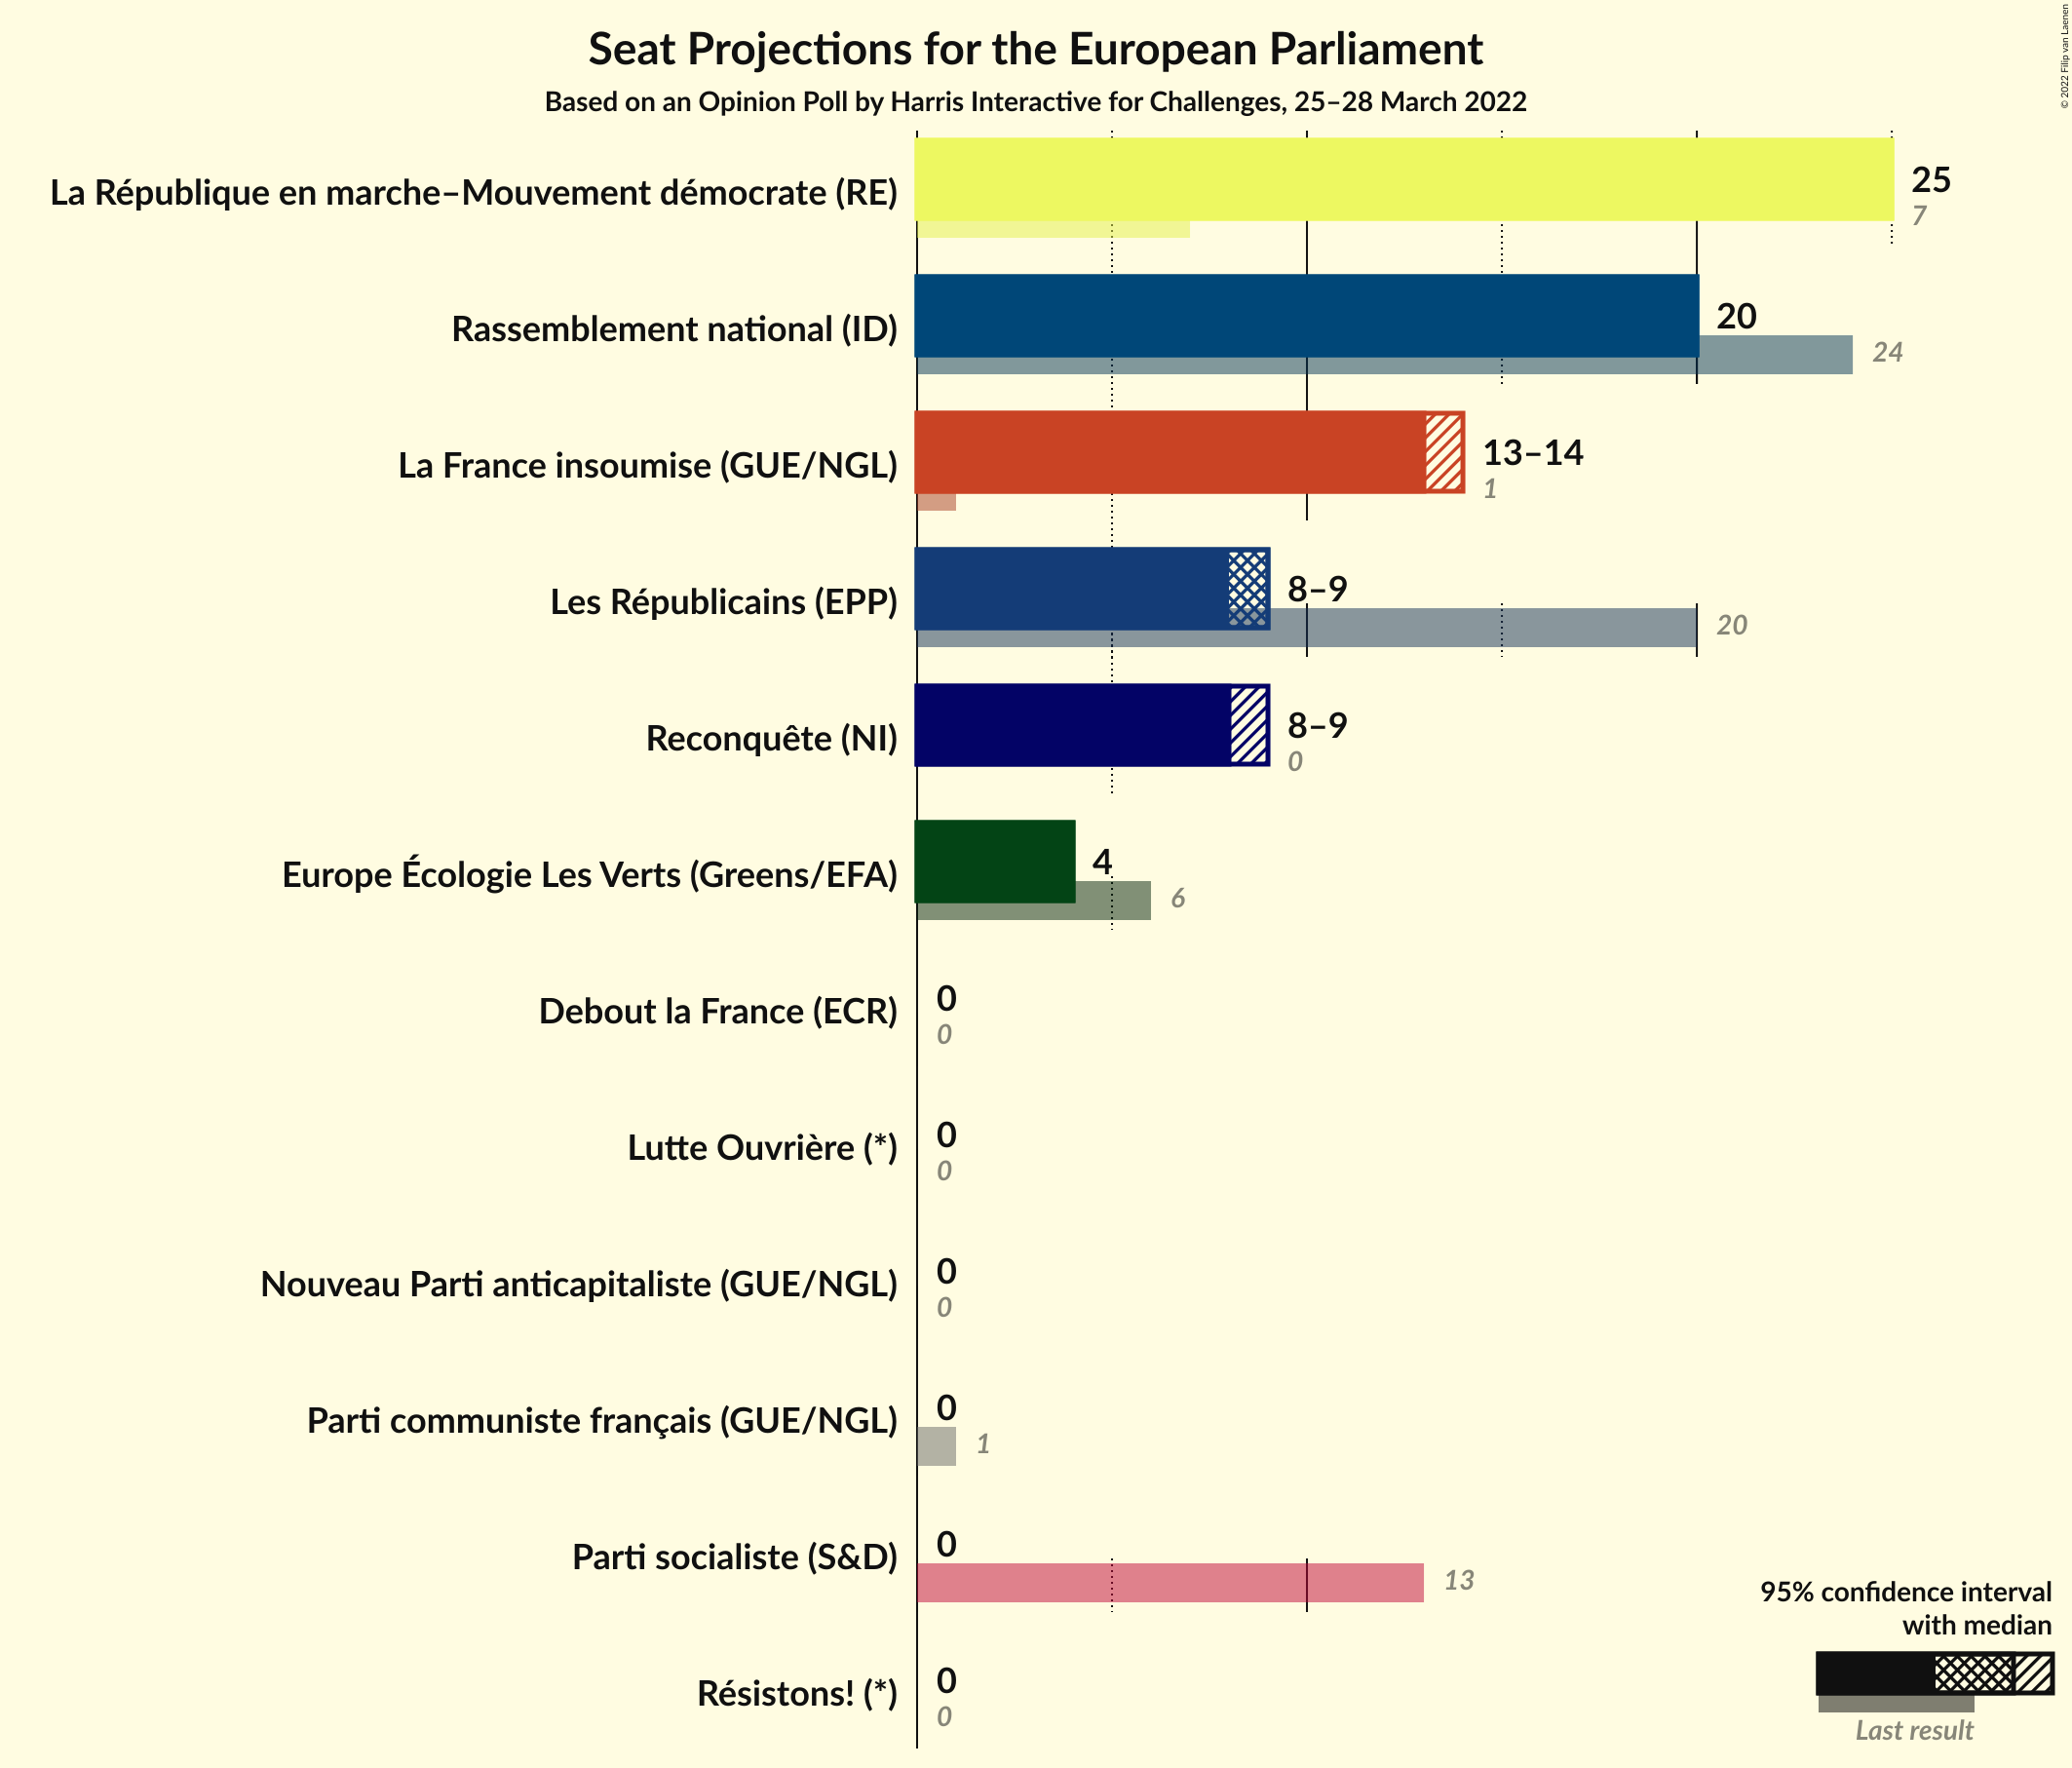 Seat Projections for the European Parliament
Based on an Opinion Poll by Harris Interactive for Challenges, 25–28 March 2022
© 2022 Filip van Laenen
La République en marche–Mouvement démocrate (RE)
25
7
Rassemblement national (ID)
20
24
La France insoumise (GUE/NGL)
13–14
1
Les Républicains (EPP)
8–9
20
Reconquête (NI)
8–9
0
Europe Écologie Les Verts (Greens/EFA)
4
6
Debout la France (ECR)
0
0
Lutte Ouvrière (*)
0
0
Nouveau Parti anticapitaliste (GUE/NGL)
0
0
Parti communiste français (GUE/NGL)
0
1
Parti socialiste (S&D)
0
13
Résistons! (*)
0
0
95% confidence interval
with median
Last result